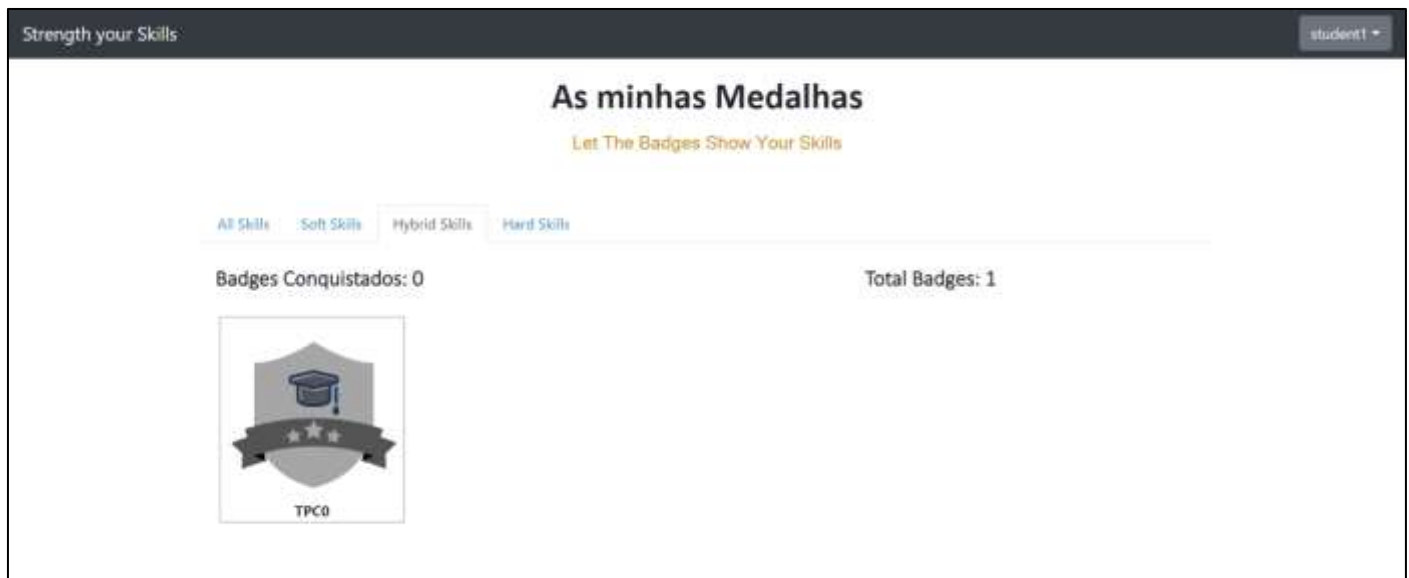 Strength your Skills
student1
As minhas Medalhas
Let The Badges Show Your Skills
All Skills Soft Skills Hybrid Skills Hard Skills
Badges Conquistados: 0 Total Badges: 1
TPC0